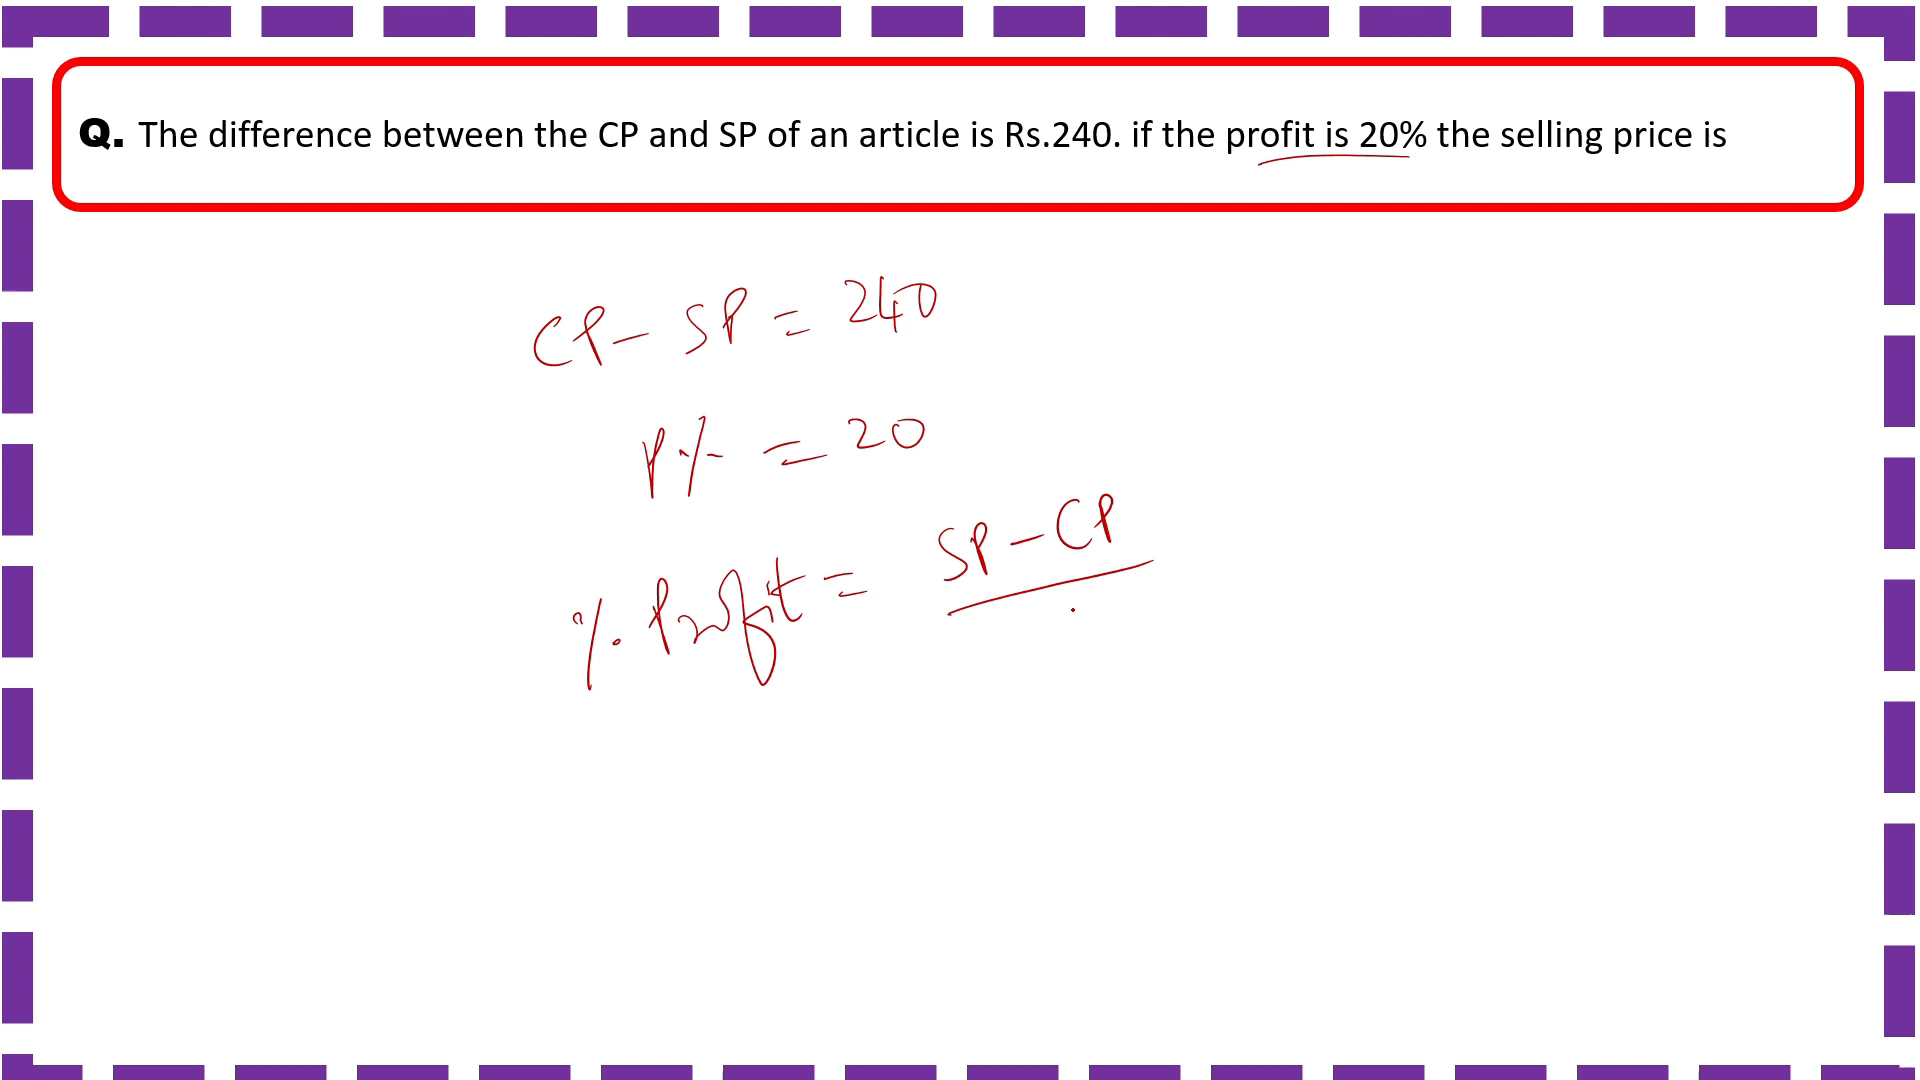 Q. The difference between the CP and SP of an article is Rs.240. if the profit is 20% the selling price is
CP - SP = 240
P% = 20
% Profit = SP - CP